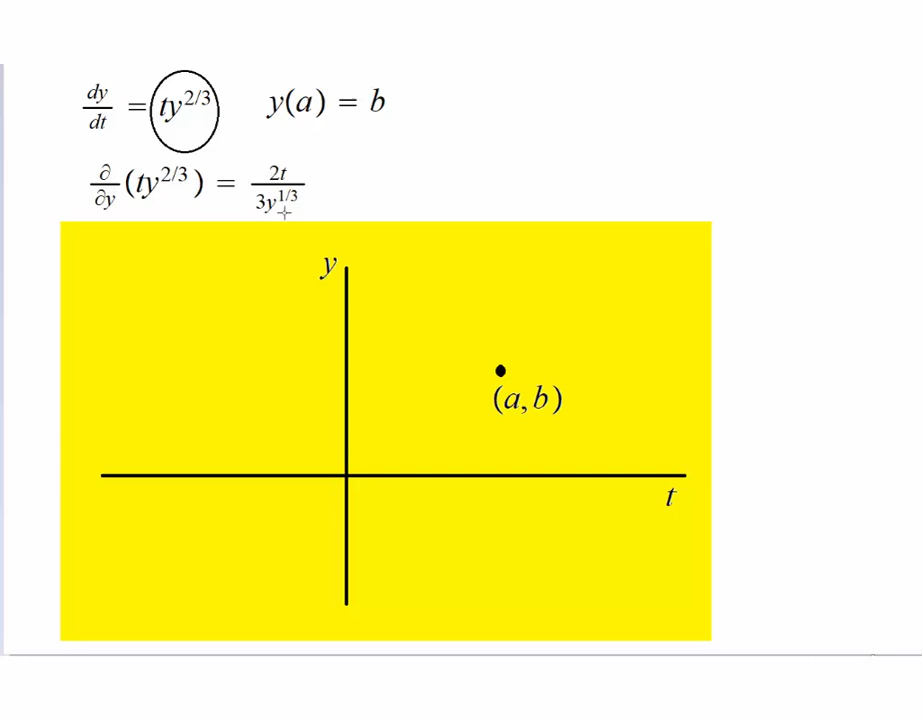 dy/dt = ty^{2/3} y(a) = b
∂/∂y (ty^{2/3}) = 2t/3y^{1/3}
y
(a, b)
t